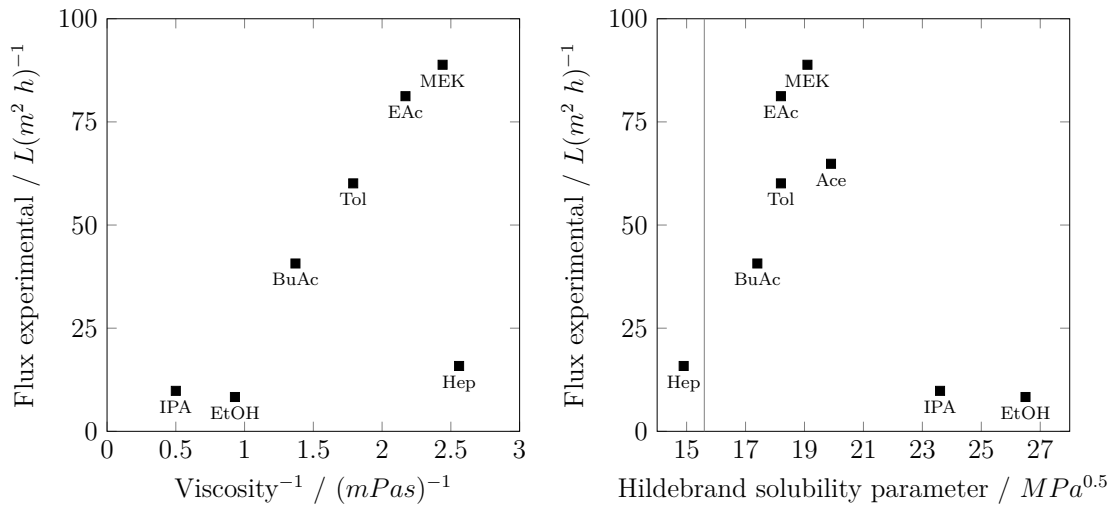 100
75
50
25
0
Flux experimental / L(m² h)⁻¹
MEK
EAc
Tol
BuAc
Hep
IPA
EtOH
0 0.5 1 1.5 2 2.5 3
Viscosity⁻¹ / (mPas)⁻¹
100
75
50
25
0
Flux experimental / L(m² h)⁻¹
MEK
EAc
Ace
Tol
BuAc
Hep
IPA
EtOH
15 17 19 21 23 25 27
Hildebrand solubility parameter / MPa⁰·⁵